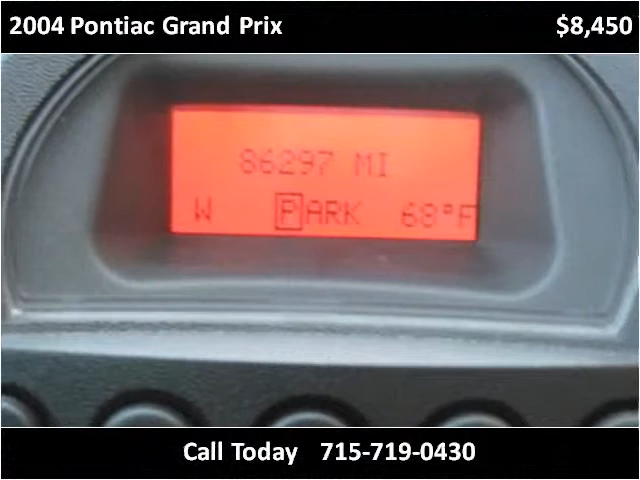 2004 Pontiac Grand Prix $8,450
86297 MI
W PARK 68°F
Call Today 715-719-0430